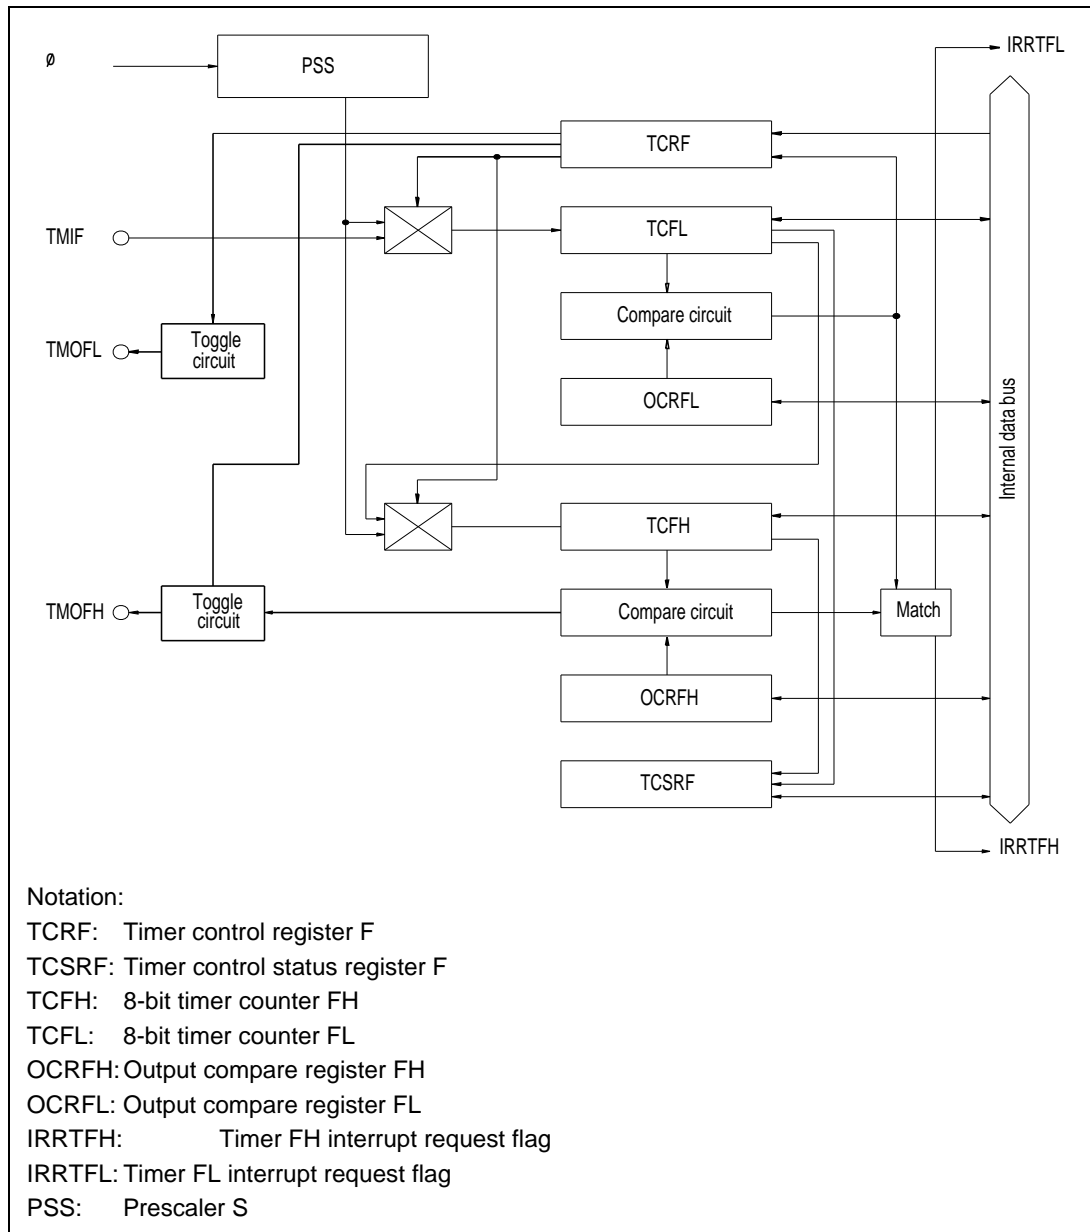 ø
PSS
IRRTFL
TCRF
TMIF
TCFL
Compare circuit
TMOFL
Toggle
circuit
OCRFL
Internal data bus
TCFH
TMOFH
Toggle
circuit
Compare circuit
Match
OCRFH
TCSRF
IRRTFH
Notation:
TCRF: Timer control register F
TCSRF: Timer control status register F
TCFH: 8-bit timer counter FH
TCFL: 8-bit timer counter FL
OCRFH: Output compare register FH
OCRFL: Output compare register FL
IRRTFH: Timer FH interrupt request flag
IRRTFL: Timer FL interrupt request flag
PSS: Prescaler S